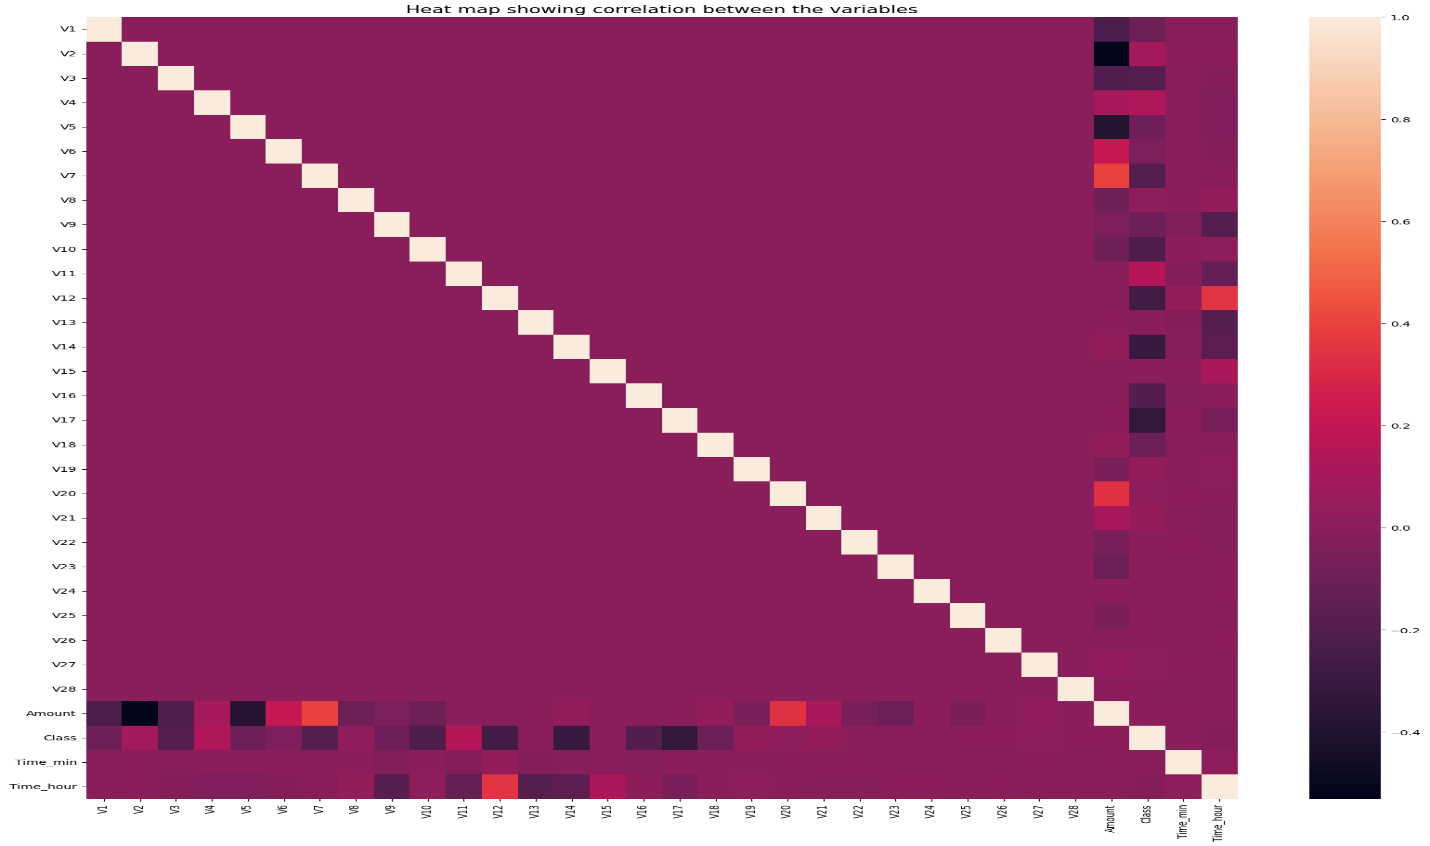 Heat map showing correlation between the variables
V1
V2
V3
V4
V5
V6
V7
V8
V9
V10
V11
V12
V13
V14
V15
V16
V17
V18
V19
V20
V21
V22
V23
V24
V25
V26
V27
V28
Amount
Class
Time_min
Time_hour
V1 V2 V3 V4 V5 V6 V7 V8 V9 V10 V11 V12 V13 V14 V15 V16 V17 V18 V19 V20 V21 V22 V23 V24 V25 V26 V27 V28 Amount Class Time_min Time_hour
1.0
0.8
0.6
0.4
0.2
0.0
−0.2
−0.4